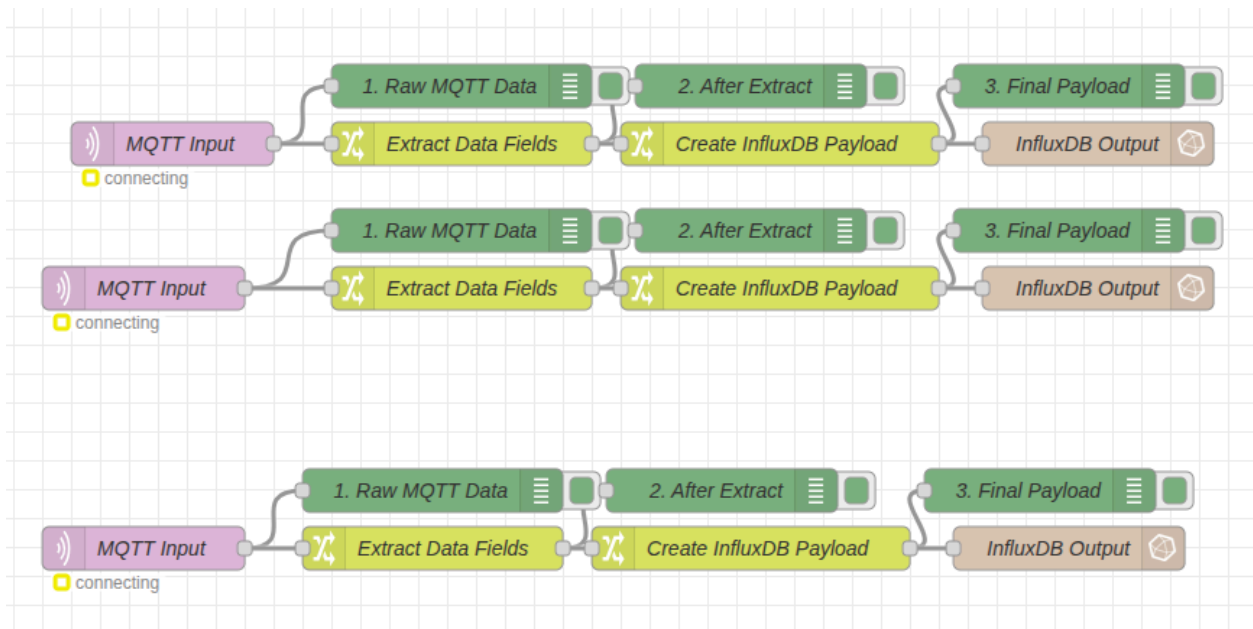 1. Raw MQTT Data
2. After Extract
3. Final Payload
MQTT Input
Extract Data Fields
Create InfluxDB Payload
InfluxDB Output
connecting
1. Raw MQTT Data
2. After Extract
3. Final Payload
MQTT Input
Extract Data Fields
Create InfluxDB Payload
InfluxDB Output
connecting
1. Raw MQTT Data
2. After Extract
3. Final Payload
MQTT Input
Extract Data Fields
Create InfluxDB Payload
InfluxDB Output
connecting